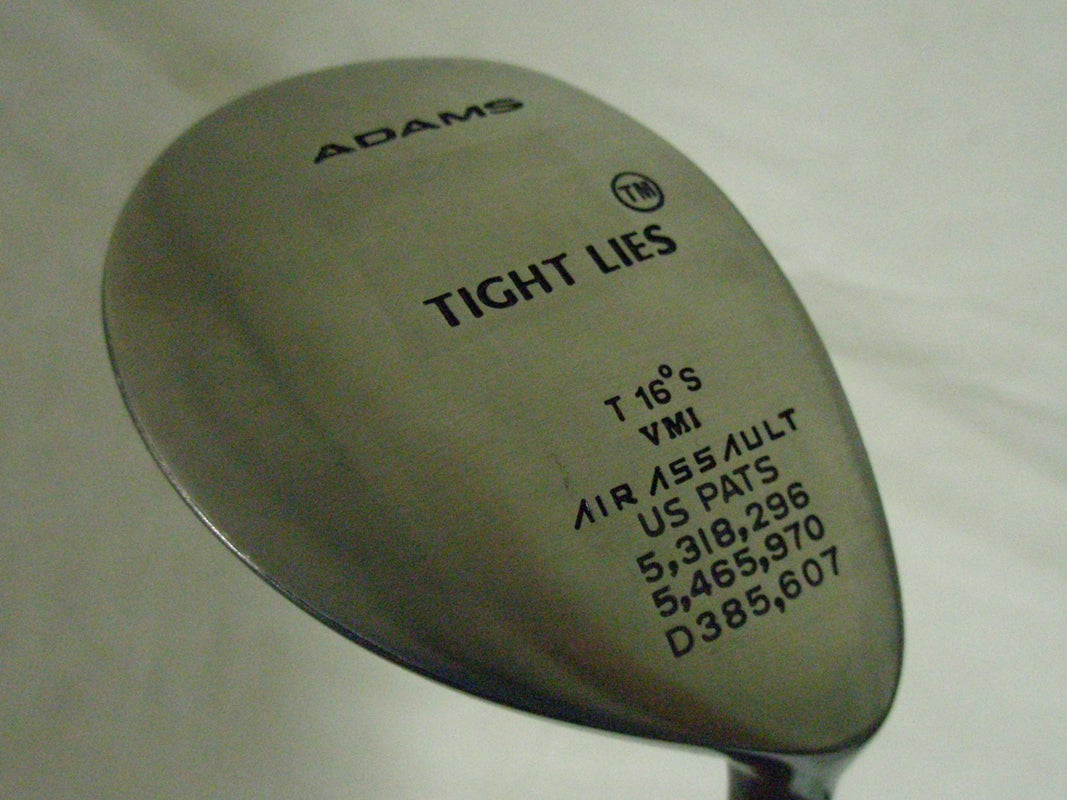 ADAMS
TM
TIGHT LIES
T 16° S
VMI
AIR ASSAULT
US PATS
5,318,296
5,465,970
D385,607